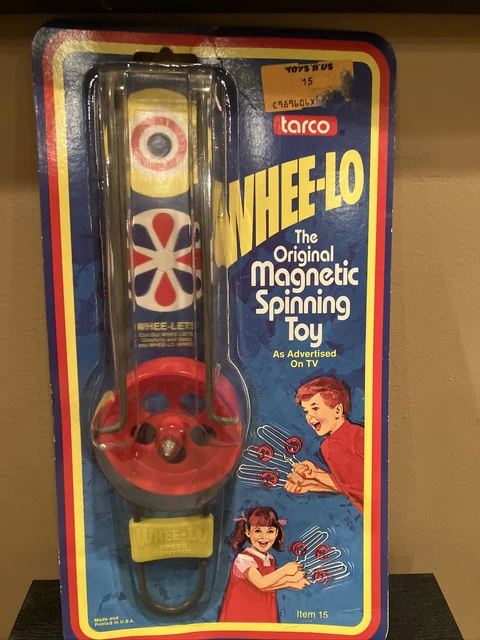 TOYS "R" US
15
tarco
WHEE-LO
The
Original
Magnetic
Spinning
Toy
As Advertised
On TV
WHEE-LETS
WHEE-LO
SPEED
CONTROL
Made and
Printed in U.S.A.
Item 15